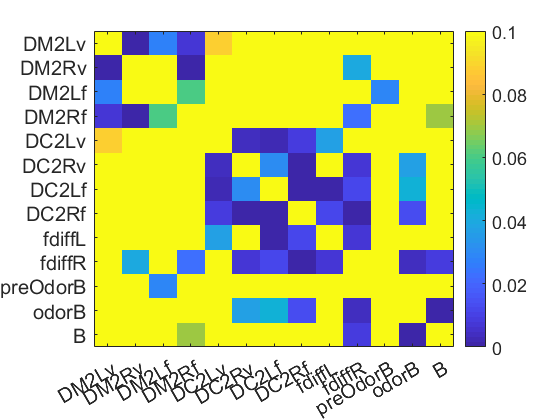 DM2Lv
DM2Rv
DM2Lf
DM2Rf
DC2Lv
DC2Rv
DC2Lf
DC2Rf
fdiffL
fdiffR
preOdorB
odorB
B
DM2Lv
DM2Rv
DM2Lf
DM2Rf
DC2Lv
DC2Rv
DC2Lf
DC2Rf
fdiffL
fdiffR
preOdorB
odorB
B
0.1
0.08
0.06
0.04
0.02
0